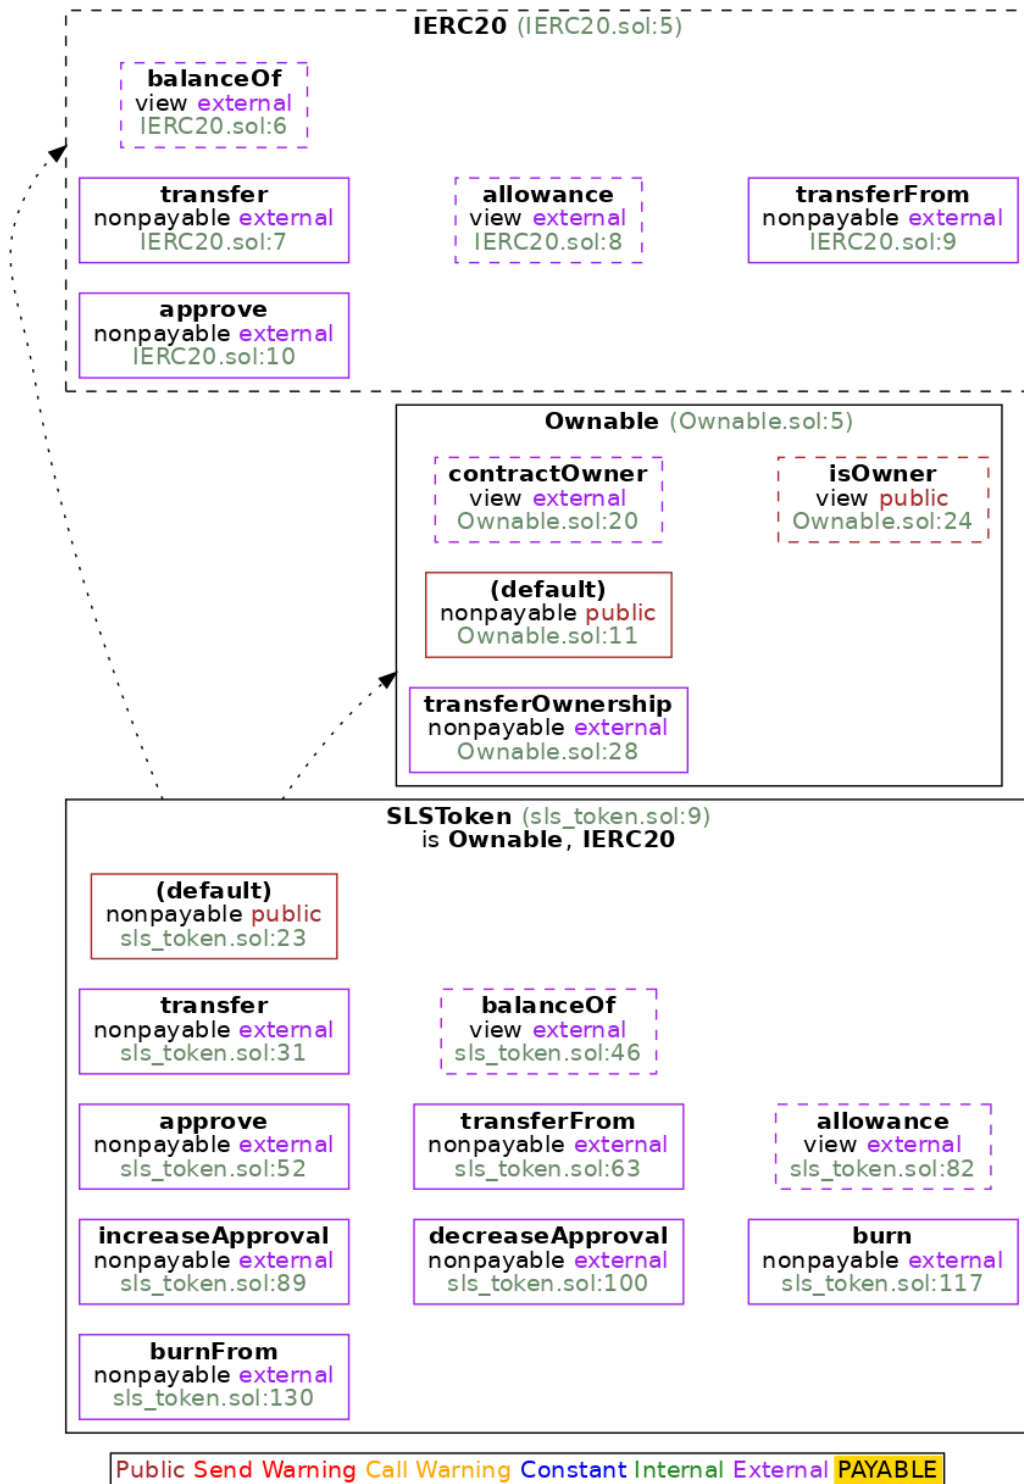 IERC20 (IERC20.sol:5)
balanceOf
view external
IERC20.sol:6
transfer
nonpayable external
IERC20.sol:7
allowance
view external
IERC20.sol:8
transferFrom
nonpayable external
IERC20.sol:9
approve
nonpayable external
IERC20.sol:10
Ownable (Ownable.sol:5)
contractOwner
view external
Ownable.sol:20
isOwner
view public
Ownable.sol:24
(default)
nonpayable public
Ownable.sol:11
transferOwnership
nonpayable external
Ownable.sol:28
SLSToken (sls_token.sol:9)
is Ownable, IERC20
(default)
nonpayable public
sls_token.sol:23
transfer
nonpayable external
sls_token.sol:31
balanceOf
view external
sls_token.sol:46
approve
nonpayable external
sls_token.sol:52
transferFrom
nonpayable external
sls_token.sol:63
allowance
view external
sls_token.sol:82
increaseApproval
nonpayable external
sls_token.sol:89
decreaseApproval
nonpayable external
sls_token.sol:100
burn
nonpayable external
sls_token.sol:117
burnFrom
nonpayable external
sls_token.sol:130
Public Send Warning Call Warning Constant Internal External PAYABLE